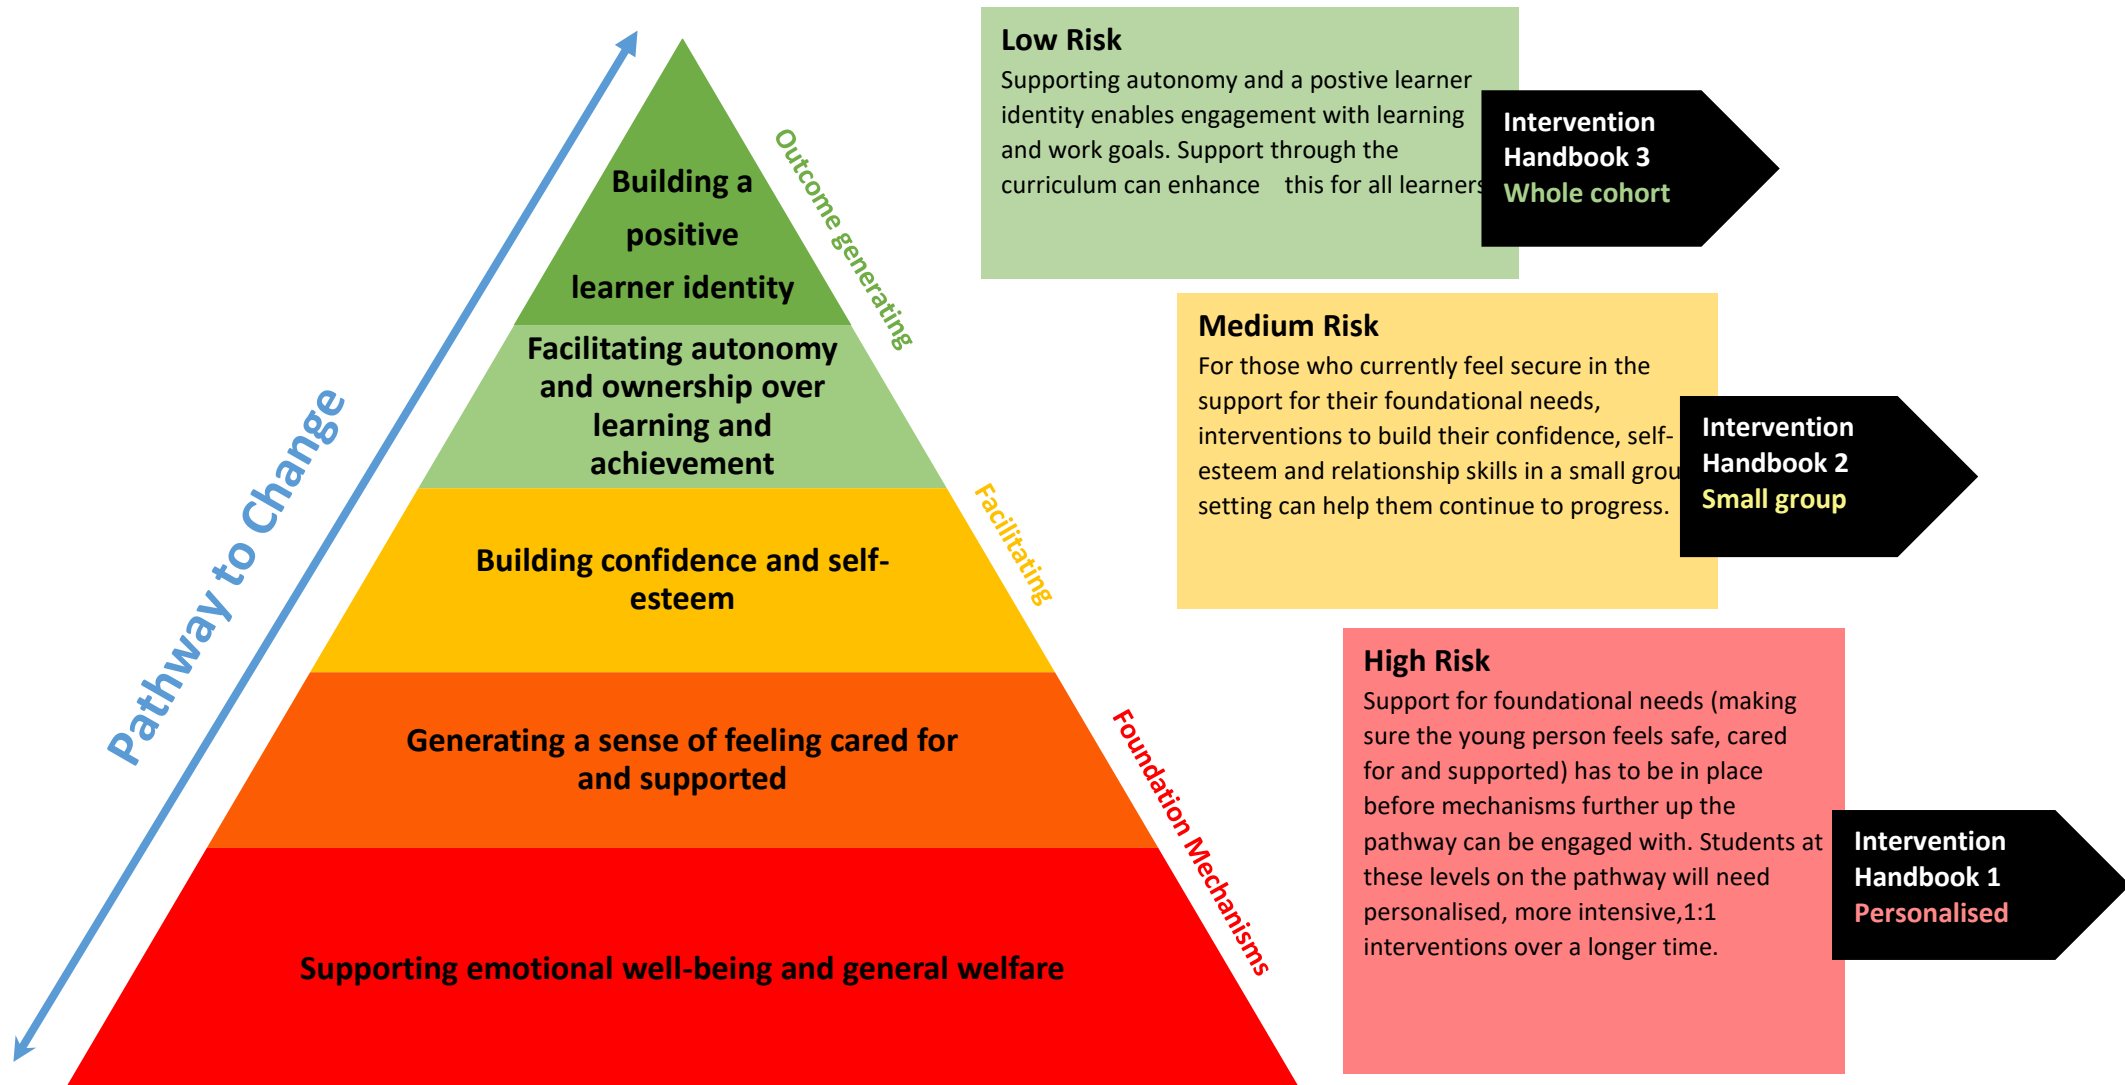 Pathway to Change
Building a
positive
learner identity
Facilitating autonomy
and ownership over
learning and
achievement
Building confidence and self-
esteem
Generating a sense of feeling cared for
and supported
Supporting emotional well-being and general welfare
Outcome generating
Facilitating
Foundation Mechanisms
Low Risk
Supporting autonomy and a postive learner
identity enables engagement with learning
and work goals. Support through the
curriculum can enhance this for all learners
Intervention
Handbook 3
Whole cohort
Medium Risk
For those who currently feel secure in the
support for their foundational needs,
interventions to build their confidence, self-
esteem and relationship skills in a small grou
setting can help them continue to progress.
Intervention
Handbook 2
Small group
High Risk
Support for foundational needs (making
sure the young person feels safe, cared
for and supported) has to be in place
before mechanisms further up the
pathway can be engaged with. Students at
these levels on the pathway will need
personalised, more intensive,1:1
interventions over a longer time.
Intervention
Handbook 1
Personalised